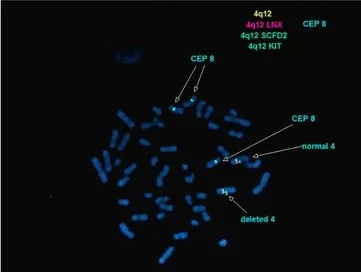 4q12
4q12 LNX
CEP 8
4q12 SCFD2
4q12 KIT
CEP 8
CEP 8
normal 4
deleted 4